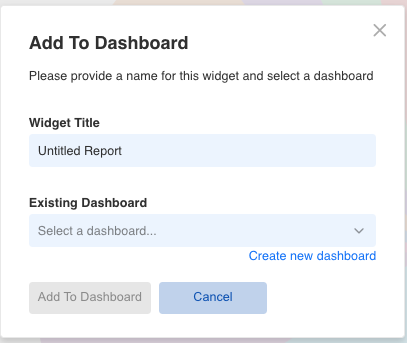 Add To Dashboard
Please provide a name for this widget and select a dashboard
Widget Title
Untitled Report
Existing Dashboard
Select a dashboard...
Create new dashboard
Add To Dashboard
Cancel